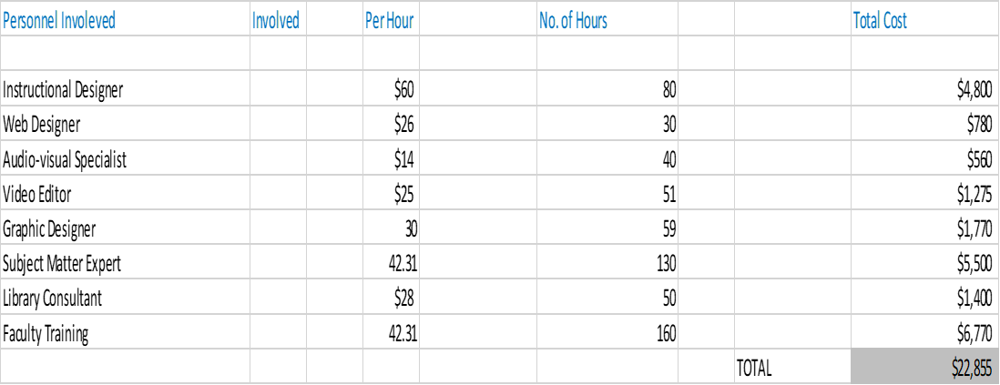 Personnel Involeved Involved Per Hour No. of Hours Total Cost
Instructional Designer $60 80 $4,800
Web Designer $26 30 $780
Audio-visual Specialist $14 40 $560
Video Editor $25 51 $1,275
Graphic Designer 30 59 $1,770
Subject Matter Expert 42.31 130 $5,500
Library Consultant $28 50 $1,400
Faculty Training 42.31 160 $6,770
TOTAL $22,855